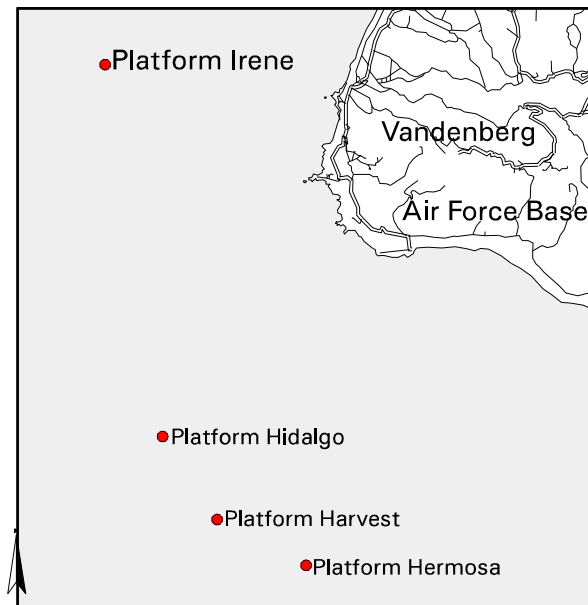 Platform Irene
Vandenberg
Air Force Base
Platform Hidalgo
Platform Harvest
Platform Hermosa